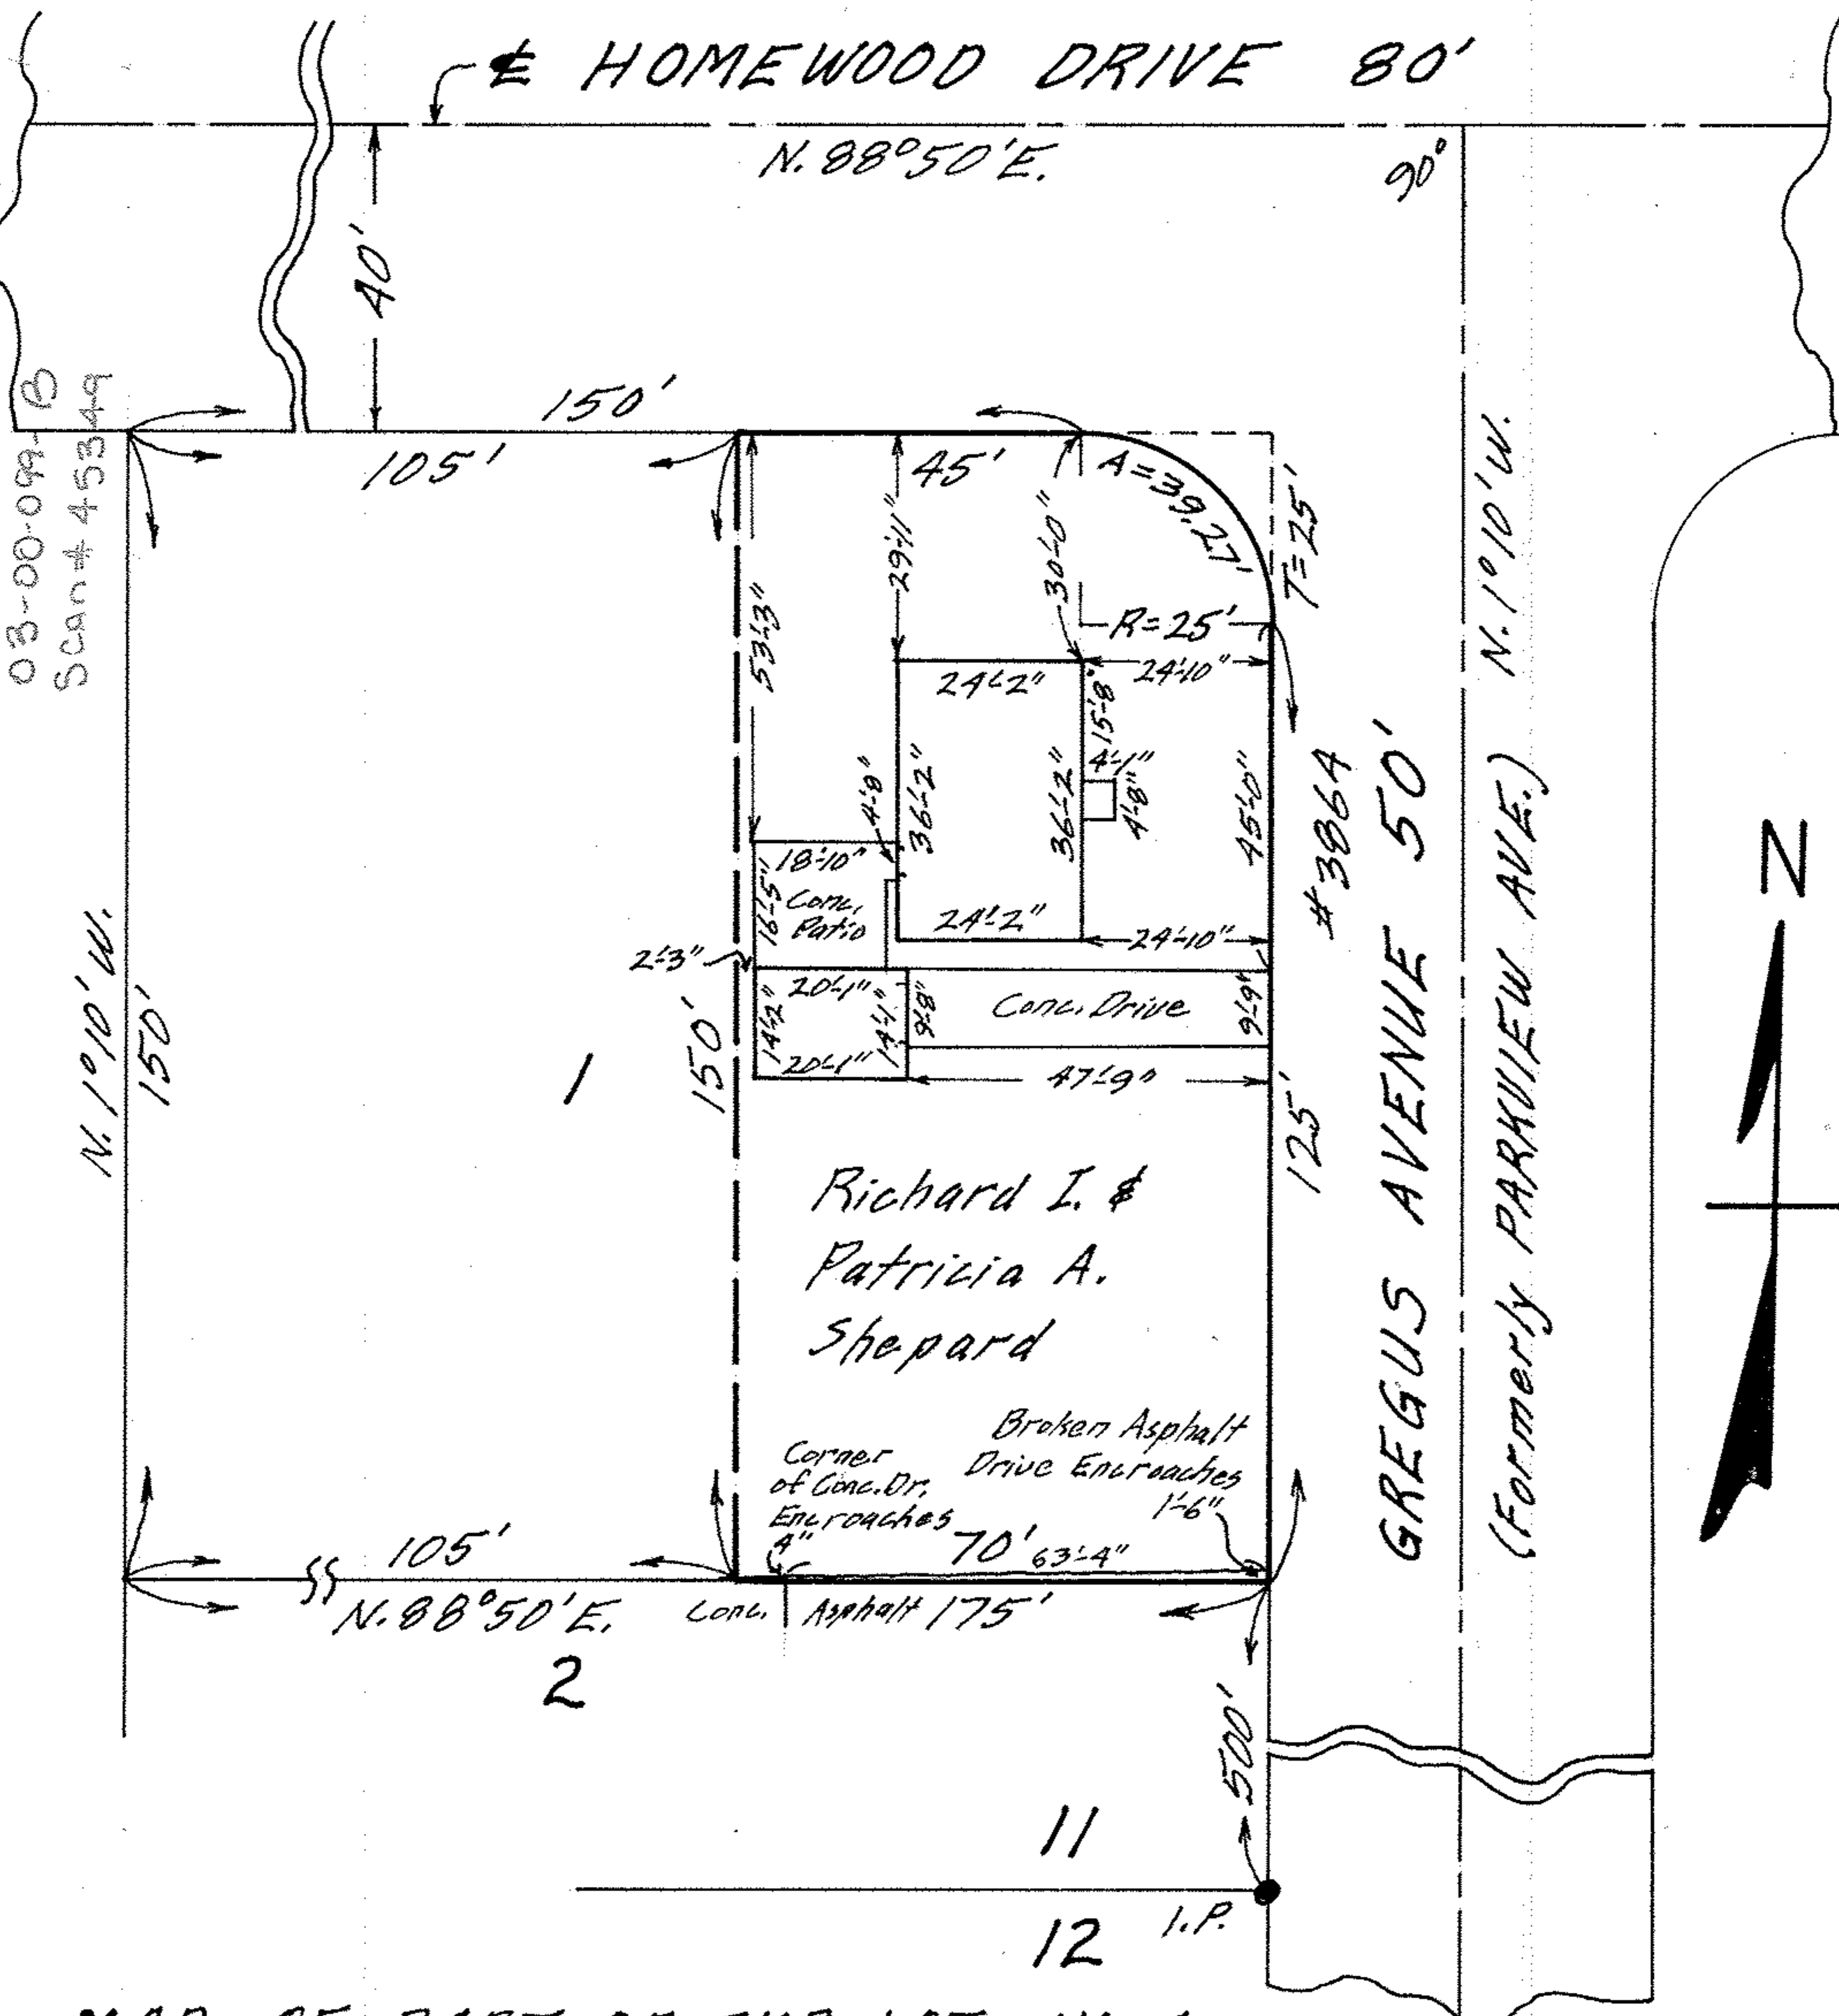 ℄ HOMEWOOD DRIVE 80'
N. 88°50'E.
90°
40'
03-00-099-B
Scan# 45349
150'
105'
45'
A=39.27'
T=25'
R=25'
N. 1°10'W.
29'-11"
30'-0"
53'-3"
24'-2"
24'-10"
15'-8"
4'-1"
4'-8"
36'-2"
36'-2"
4'-8"
45'-0"
#3864
GREGUS AVENUE 50'
(Formerly PARKVIEW AVE.)
N
18'-10"
16'-5"
Conc.
Patio
24'-2"
24'-10"
2'-3"
20'-1"
14'-2"
14'-1"
9'-8"
Conc. Drive
9'-9"
20'-1"
47'-9"
N. 1°10'W.
150'
1
150'
125'
Richard I. &
Patricia A.
Shepard
Corner
of Conc. Dr.
Encroaches
4"
Broken Asphalt
Drive Encroaches
1'-6"
105'
70'
63'-4"
N. 88°50'E.
Conc.
Asphalt
175'
2
500'
11
12
I.P.